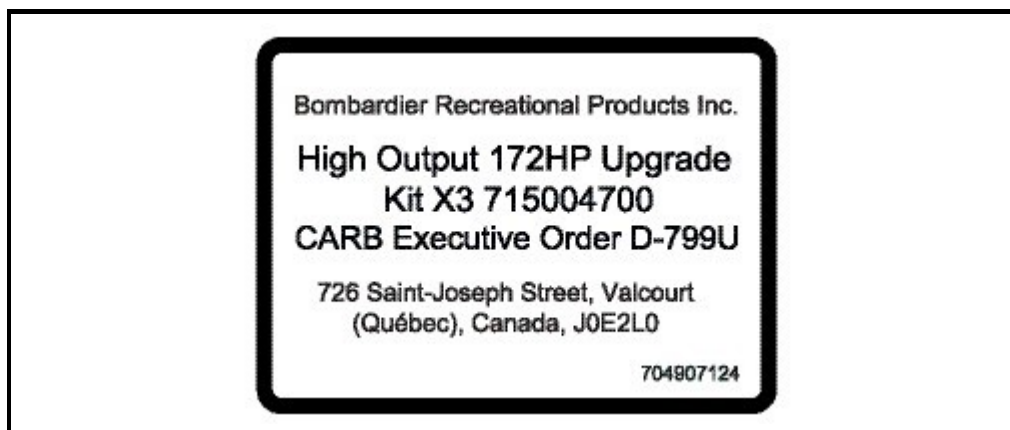 Bombardier Recreational Products Inc.
High Output 172HP Upgrade
Kit X3 715004700
CARB Executive Order D-799U
726 Saint-Joseph Street, Valcourt
(Québec), Canada, J0E2L0
704907124